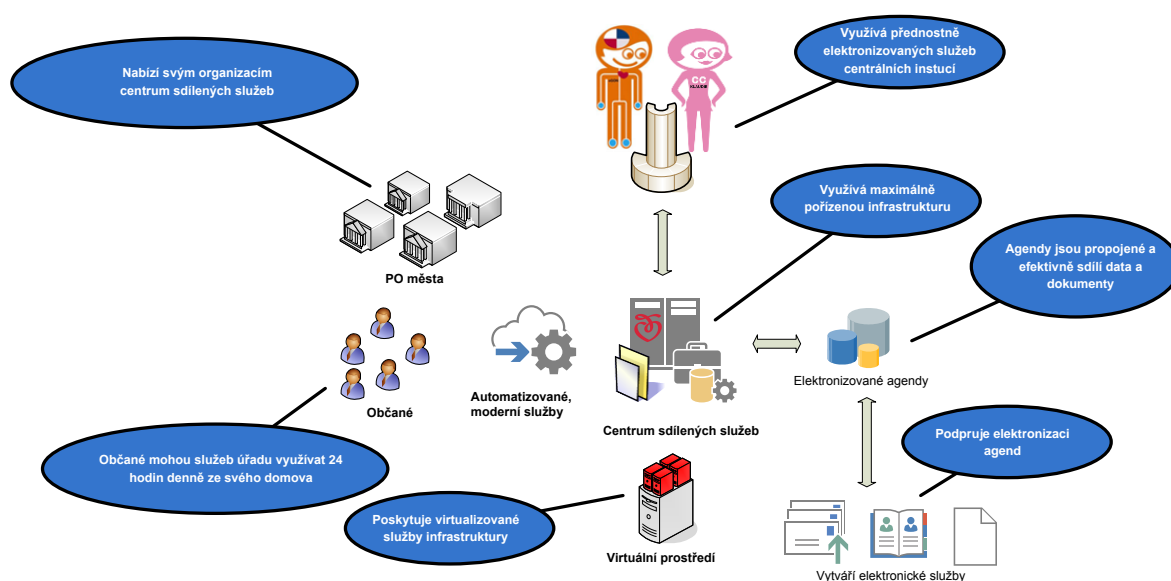 Využívá přednostně
elektronizovaných služeb
centrálních instucí
Nabízí svým organizacím
centrum sdílených služeb
CC
KLAUDIE
Využívá maximálně
pořízenou infrastrukturu
Agendy jsou propojené a
efektivně sdílí data a
dokumenty
PO města
Občané
Automatizované,
moderní služby
Centrum sdílených služeb
Elektronizované agendy
Občané mohou služeb úřadu využívat 24
hodin denně ze svého domova
Podpruje elektronizaci
agend
Poskytuje virtualizované
služby infrastruktury
Virtuální prostředí
Vytváří elektronické služby